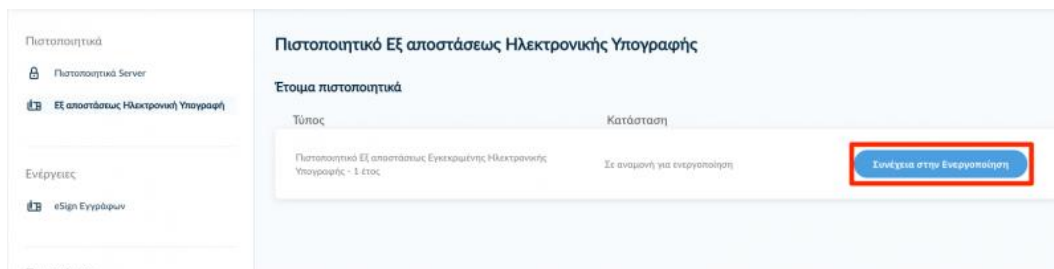 Πιστοποιητικά
Πιστοποιητικά Server
Εξ αποστάσεως Ηλεκτρονική Υπογραφή
Ενέργειες
eSign Εγγράφων
Πιστοποιητικό Εξ αποστάσεως Ηλεκτρονικής Υπογραφής
Έτοιμα πιστοποιητικά
Τύπος
Κατάσταση
Πιστοποιητικό Εξ αποστάσεως Εγκεκριμένης Ηλεκτρονικής
Υπογραφής - 1 έτος
Σε αναμονή για ενεργοποίηση
Συνέχεια στην Ενεργοποίηση